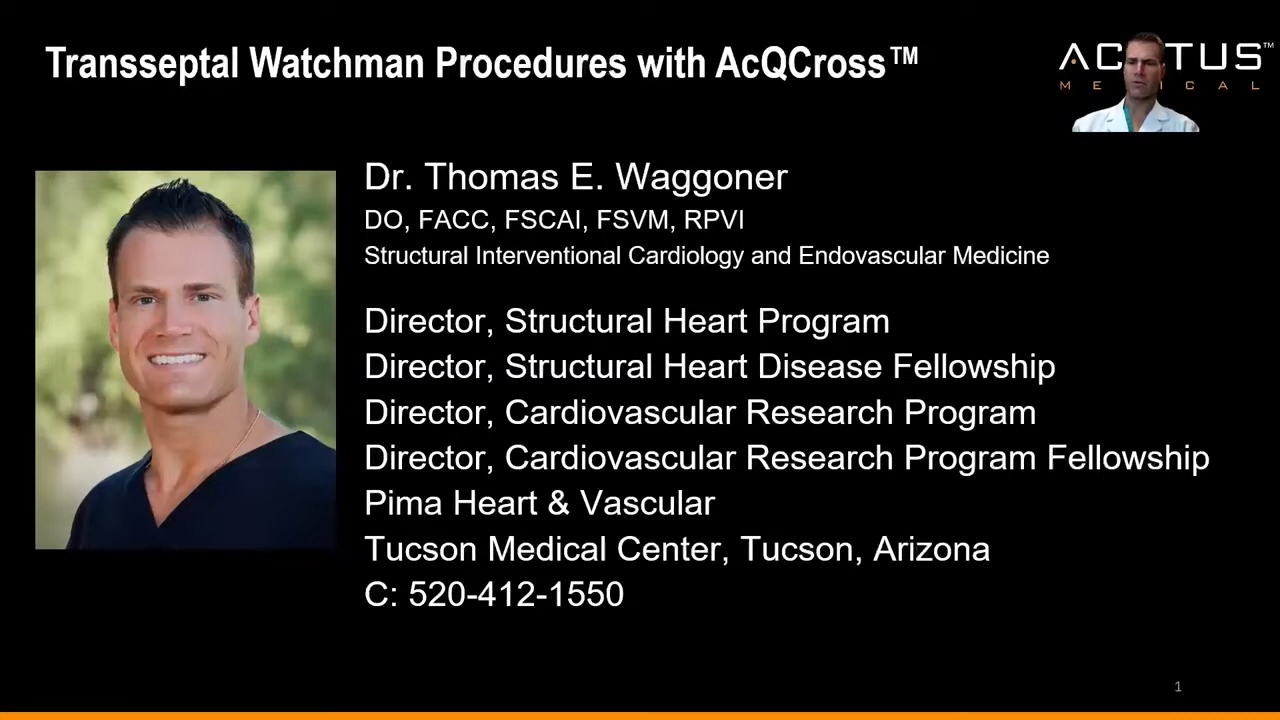 Transseptal Watchman Procedures with AcQCross™
Dr. Thomas E. Waggoner
DO, FACC, FSCAI, FSVM, RPVI
Structural Interventional Cardiology and Endovascular Medicine
Director, Structural Heart Program
Director, Structural Heart Disease Fellowship
Director, Cardiovascular Research Program
Director, Cardiovascular Research Program Fellowship
Pima Heart & Vascular
Tucson Medical Center, Tucson, Arizona
C: 520-412-1550
1